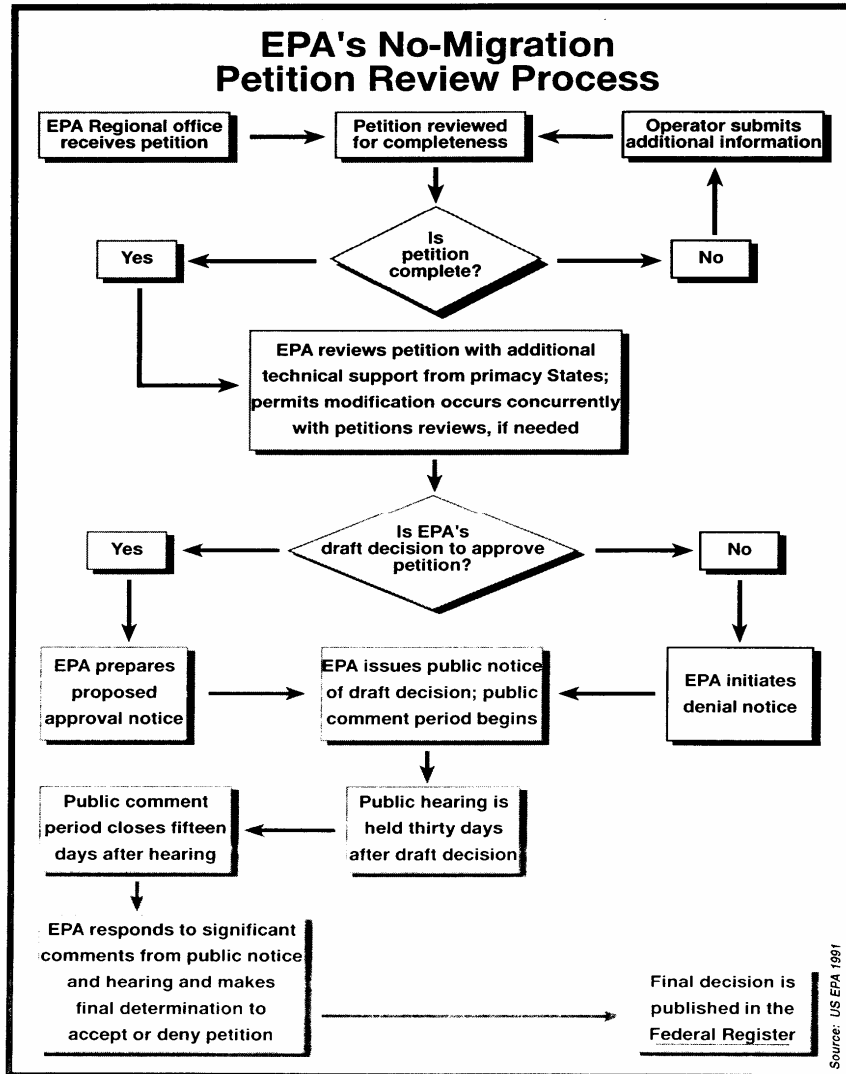 EPA's No-Migration
Petition Review Process
EPA Regional office
receives petition
Petition reviewed
for completeness
Operator submits
additional information
Is
petition
complete?
Yes
No
EPA reviews petition with additional
technical support from primacy States;
permits modification occurs concurrently
with petitions reviews, if needed
Is EPA's
draft decision to approve
petition?
Yes
No
EPA prepares
proposed
approval notice
EPA issues public notice
of draft decision; public
comment period begins
EPA initiates
denial notice
Public hearing is
held thirty days
after draft decision
Public comment
period closes fifteen
days after hearing
EPA responds to significant
comments from public notice
and hearing and makes
final determination to
accept or deny petition
Final decision is
published in the
Federal Register
Source: US EPA 1991